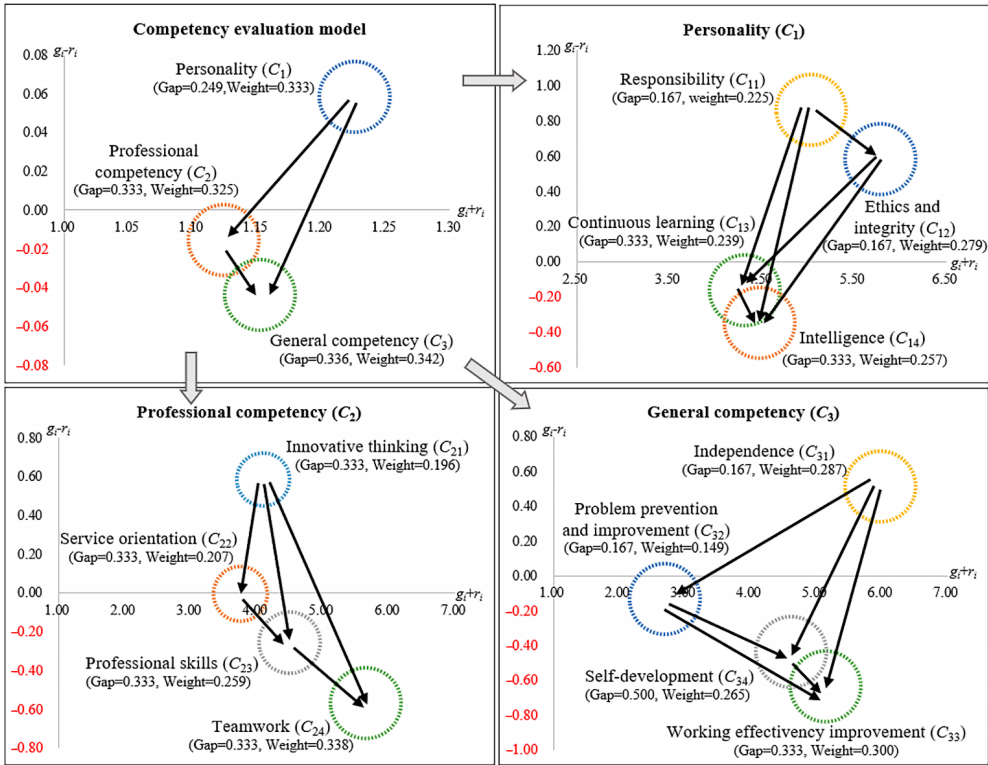 Competency evaluation model
gᵢ-rᵢ
0.08
0.06
0.04
0.02
0.00
–0.02
–0.04
–0.06
–0.08
1.00
1.05
1.10
1.15
1.20
1.25
1.30
gᵢ+rᵢ
Personality (C₁)
(Gap=0.249,Weight=0.333)
Professional
competency (C₂)
(Gap=0.333, Weight=0.325)
General competency (C₃)
(Gap=0.336, Weight=0.342)
Personality (C₁)
gᵢ-rᵢ
1.20
1.00
0.80
0.60
0.40
0.20
0.00
–0.20
–0.40
–0.60
2.50
3.50
4.50
5.50
6.50
gᵢ+rᵢ
Responsibility (C₁₁)
(Gap=0.167, weight=0.225)
Continuous learning (C₁₃)
(Gap=0.333, Weight=0.239)
Ethics and
integrity (C₁₂)
(Gap=0.167, Weight=0.279)
Intelligence (C₁₄)
(Gap=0.333, Weight=0.257)
Professional competency (C₂)
gᵢ-rᵢ
0.80
0.60
0.40
0.20
0.00
–0.20
–0.40
–0.60
–0.80
1.00
2.00
3.00
4.00
5.00
6.00
7.00
gᵢ+rᵢ
Innovative thinking (C₂₁)
(Gap=0.333, Weight=0.196)
Service orientation (C₂₂)
(Gap=0.333, Weight=0.207)
Professional skills (C₂₃)
(Gap=0.333, Weight=0.259)
Teamwork (C₂₄)
(Gap=0.333, Weight=0.338)
General competency (C₃)
gᵢ-rᵢ
0.80
0.60
0.40
0.20
0.00
–0.20
–0.40
–0.60
–0.80
–1.00
1.00
2.00
3.00
4.00
5.00
6.00
7.00
gᵢ+rᵢ
Independence (C₃₁)
(Gap=0.167, Weight=0.287)
Problem prevention
and improvement (C₃₂)
(Gap=0.167, Weight=0.149)
Self-development (C₃₄)
(Gap=0.500, Weight=0.265)
Working effectivency improvement (C₃₃)
(Gap=0.333, Weight=0.300)